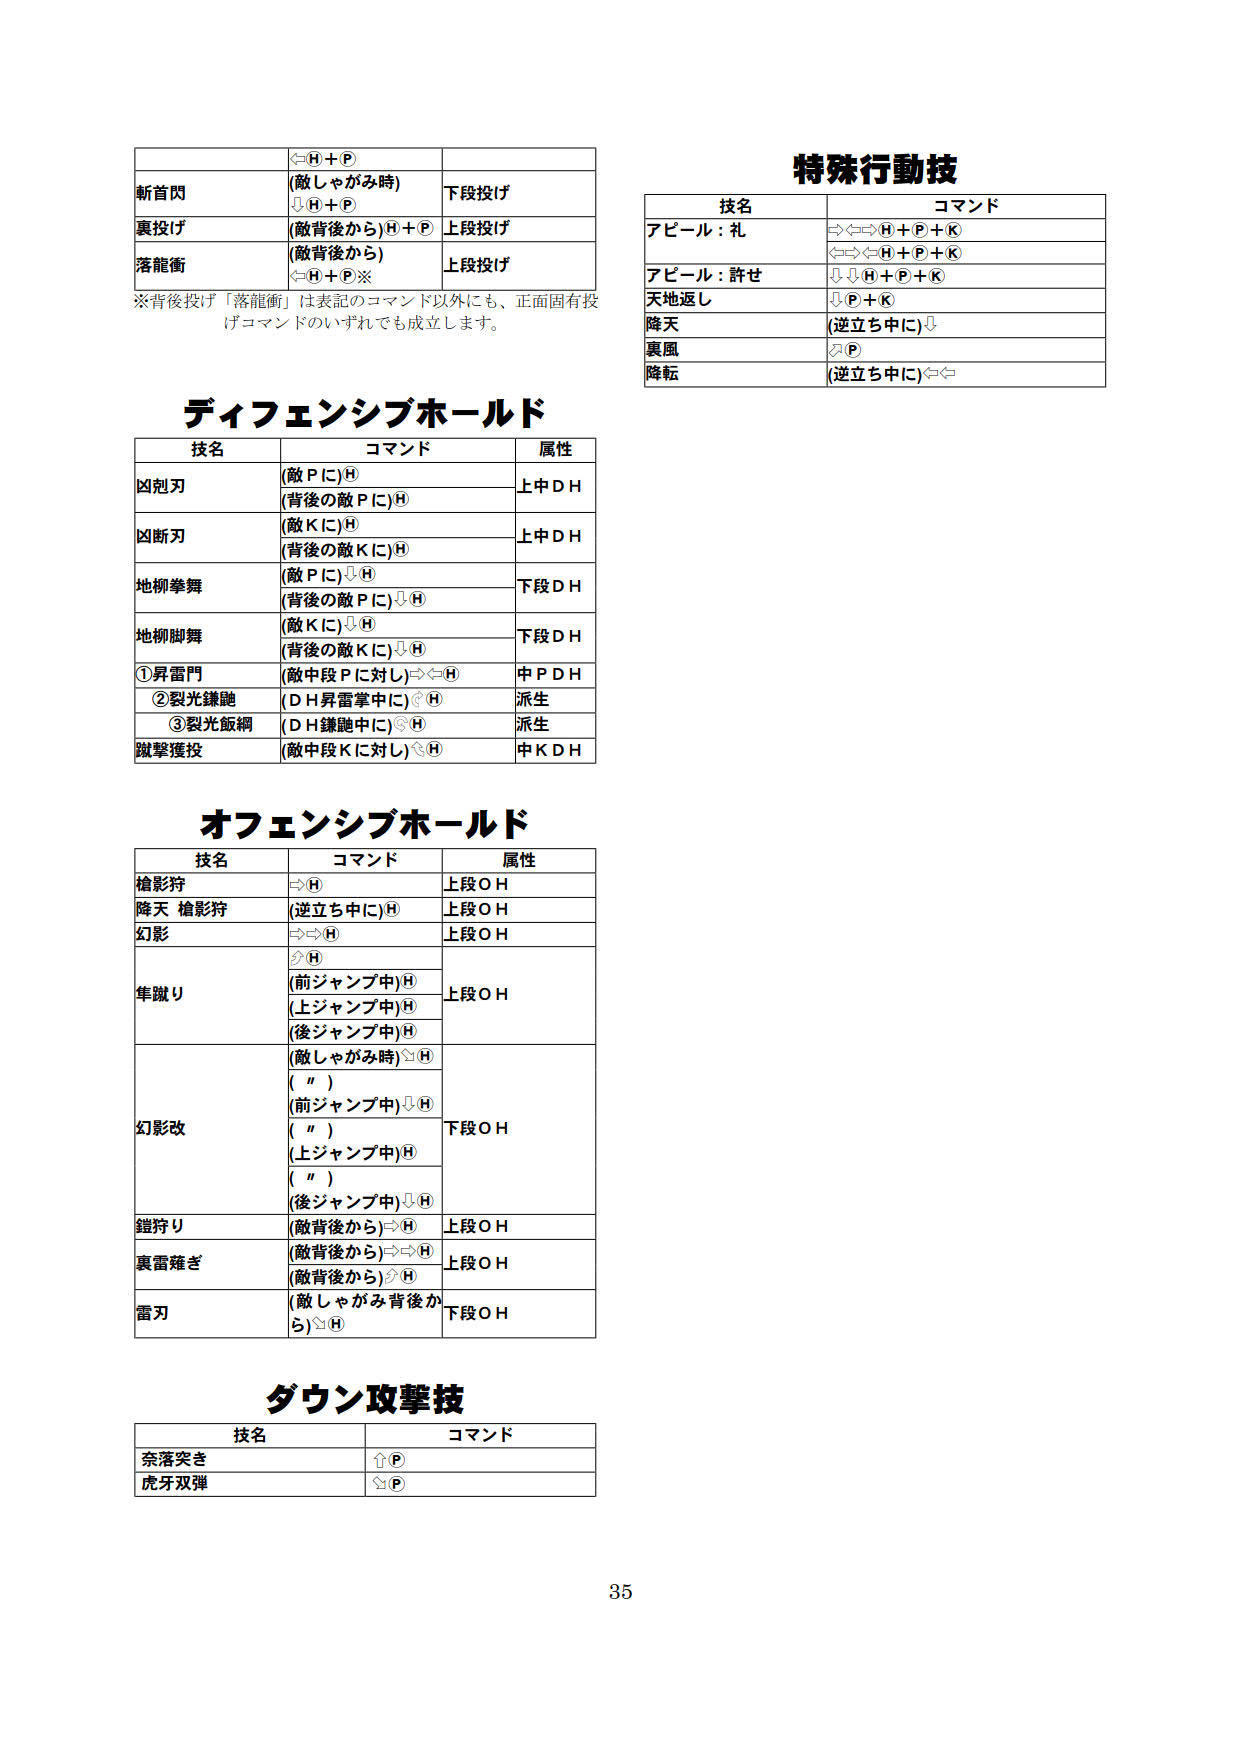 ⇦Ⓗ＋Ⓟ
斬首閃 (敵しゃがみ時) 下段投げ
⇩Ⓗ＋Ⓟ
裏投げ (敵背後から)Ⓗ＋Ⓟ 上段投げ
落龍衝 (敵背後から) 上段投げ
⇦Ⓗ＋Ⓟ※
※背後投げ「落龍衝」は表記のコマンド以外にも、正面固有投
げコマンドのいずれでも成立します。
ディフェンシブホールド
技名 コマンド 属性
凶剋刃 (敵Ｐに)Ⓗ 上中ＤＨ
(背後の敵Ｐに)Ⓗ
凶断刃 (敵Ｋに)Ⓗ 上中ＤＨ
(背後の敵Ｋに)Ⓗ
地柳拳舞 (敵Ｐに)⇩Ⓗ 下段ＤＨ
(背後の敵Ｐに)⇩Ⓗ
地柳脚舞 (敵Ｋに)⇩Ⓗ 下段ＤＨ
(背後の敵Ｋに)⇩Ⓗ
①昇雷門 (敵中段Ｐに対し)⇨⇦Ⓗ 中ＰＤＨ
②裂光鎌鼬 (ＤＨ昇雷掌中に)Ⓗ 派生
③裂光飯綱 (ＤＨ鎌鼬中に)Ⓗ 派生
蹴撃獲投 (敵中段Ｋに対し)Ⓗ 中ＫＤＨ
オフェンシブホールド
技名 コマンド 属性
槍影狩 ⇨Ⓗ 上段ＯＨ
降天 槍影狩 (逆立ち中に)Ⓗ 上段ＯＨ
幻影 ⇨⇨Ⓗ 上段ＯＨ
隼蹴り ⬀Ⓗ 上段ＯＨ
(前ジャンプ中)Ⓗ
(上ジャンプ中)Ⓗ
(後ジャンプ中)Ⓗ
幻影改 (敵しゃがみ時)⬂Ⓗ 下段ＯＨ
( 〃 )
(前ジャンプ中)⇩Ⓗ
( 〃 )
(上ジャンプ中)Ⓗ
( 〃 )
(後ジャンプ中)⇩Ⓗ
鎧狩り (敵背後から)⇨Ⓗ 上段ＯＨ
裏雷薙ぎ (敵背後から)⇨⇨Ⓗ 上段ＯＨ
(敵背後から)⬀Ⓗ
雷刃 (敵しゃがみ背後か 下段ＯＨ
ら)⬂Ⓗ
ダウン攻撃技
技名 コマンド
奈落突き ⇧Ⓟ
虎牙双弾 ⬂Ⓟ
特殊行動技
技名 コマンド
アピール：礼 ⇨⇦⇨Ⓗ＋Ⓟ＋Ⓚ
⇦⇨⇦Ⓗ＋Ⓟ＋Ⓚ
アピール：許せ ⇩⇩Ⓗ＋Ⓟ＋Ⓚ
天地返し ⇩Ⓟ＋Ⓚ
降天 (逆立ち中に)⇩
裏風 ⬀Ⓟ
降転 (逆立ち中に)⇦⇦
35